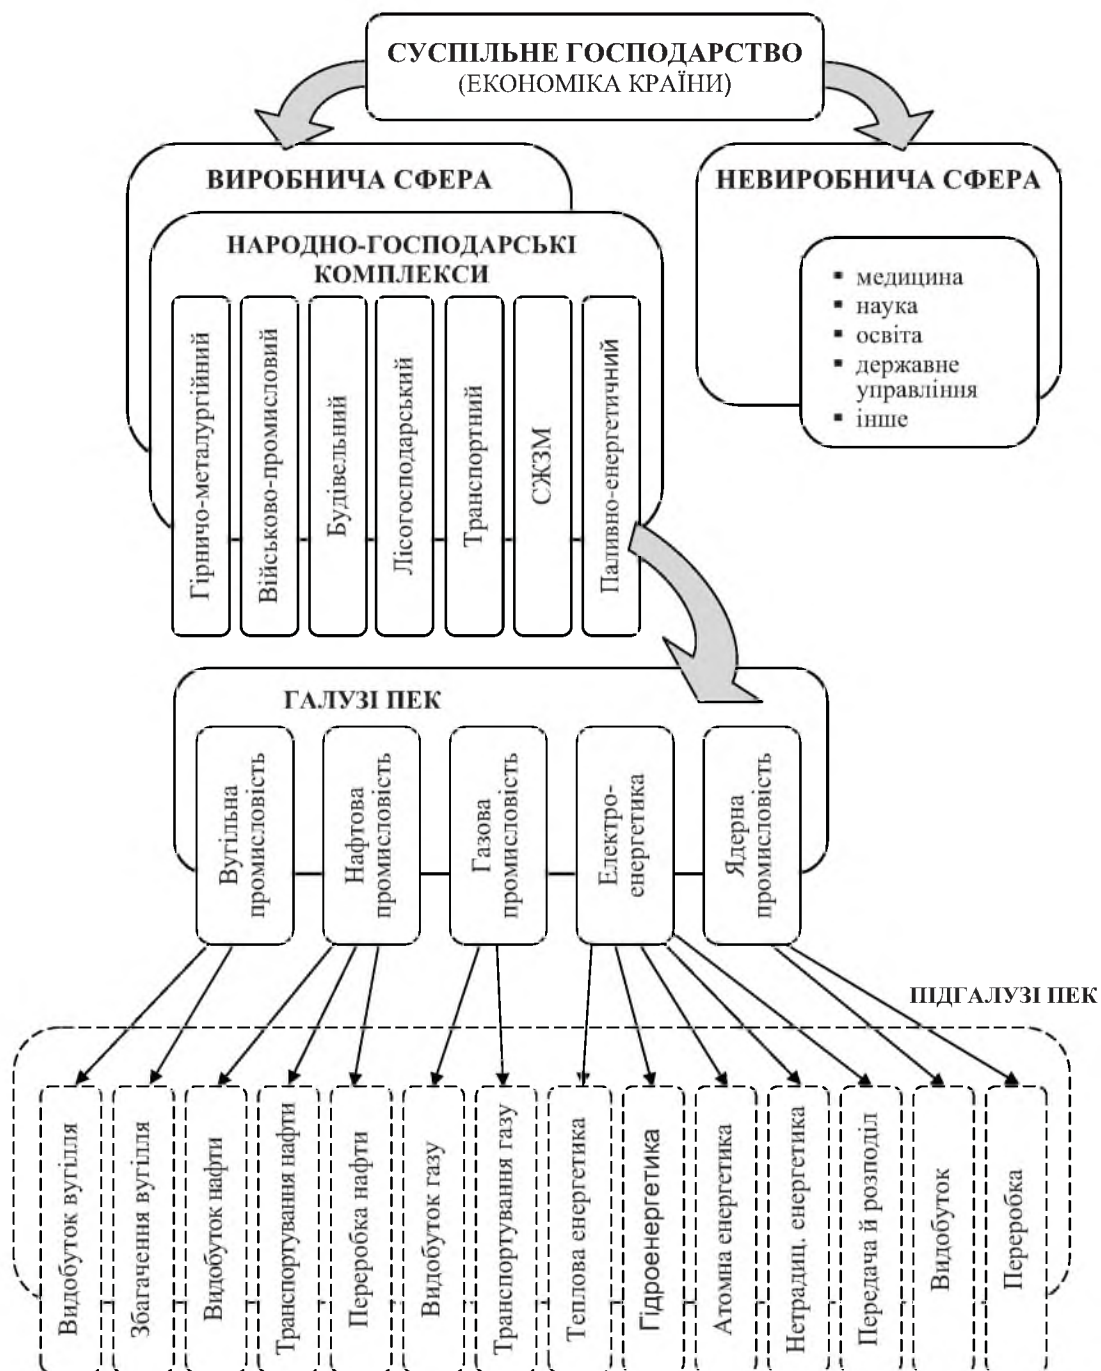 СУСПІЛЬНЕ ГОСПОДАРСТВО
(ЕКОНОМІКА КРАЇНИ)
ВИРОБНИЧА СФЕРА
НЕВИРОБНИЧА СФЕРА
НАРОДНО-ГОСПОДАРСЬКІ
КОМПЛЕКСИ
▪ медицина
▪ наука
▪ освіта
▪ державне
управління
▪ інше
Гірничо-металургійний
Військово-промисловий
Будівельний
Лісогосподарський
Транспортний
СЖЗМ
Паливно-енергетичний
ГАЛУЗІ ПЕК
Вугільна
промисловість
Нафтова
промисловість
Газова
промисловість
Електро-
енергетика
Ядерна
промисловість
ПІДГАЛУЗІ ПЕК
Видобуток вугілля
Збагачення вугілля
Видобуток нафти
Транспортування нафти
Переробка нафти
Видобуток газу
Транспортування газу
Теплова енергетика
Гідроенергетика
Атомна енергетика
Нетрадиц. енергетика
Передача й розподіл
Видобуток
Переробка